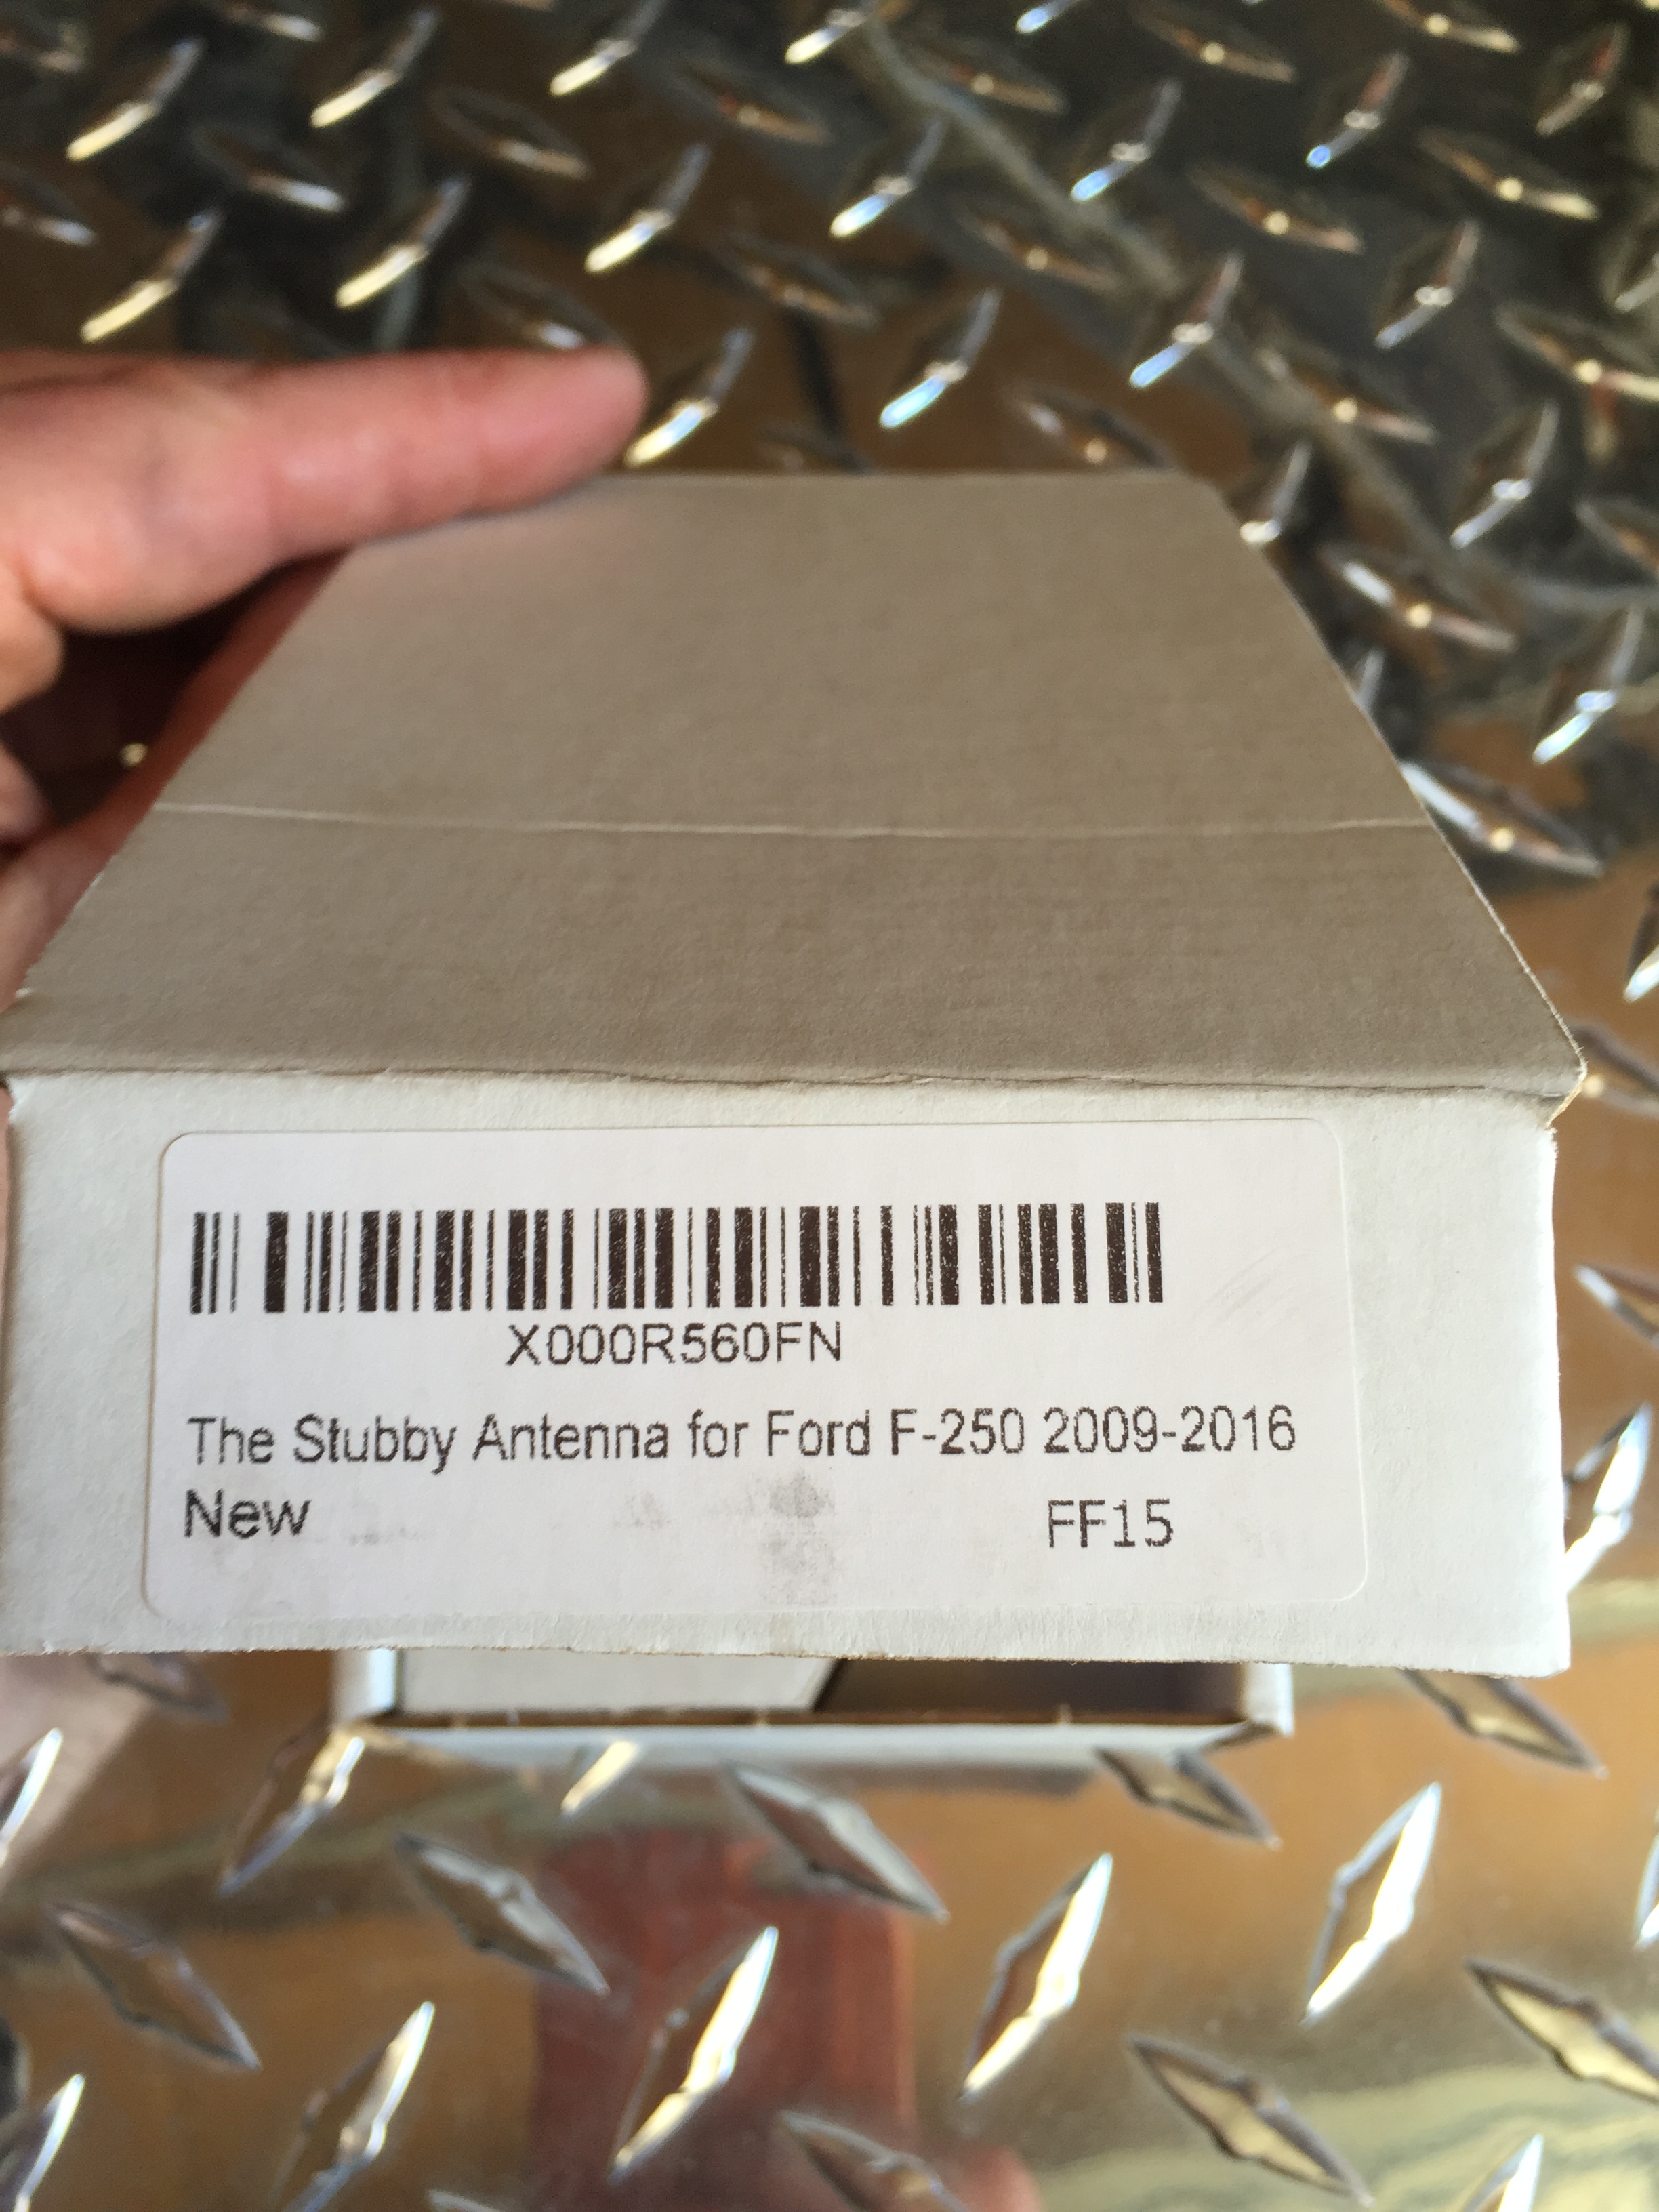 X000R560FN
The Stubby Antenna for Ford F-250 2009-2016
New FF15